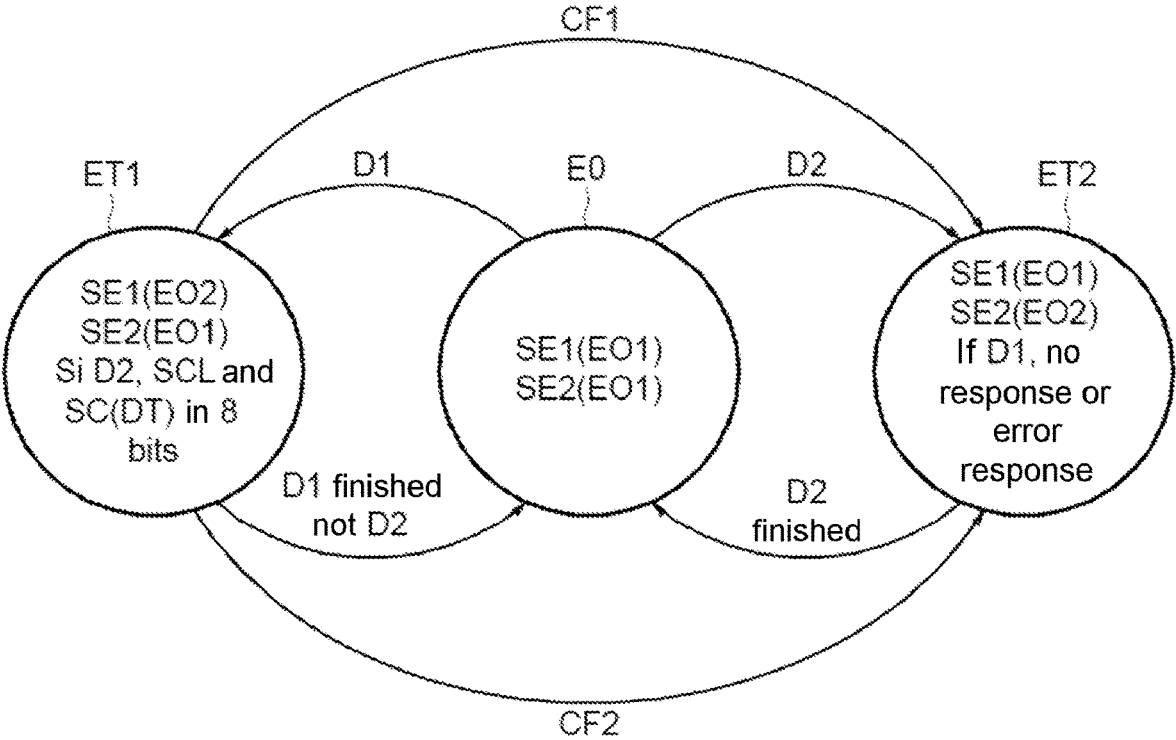 CF1
ET1
D1
E0
D2
ET2
SE1(EO2)
SE2(EO1)
Si D2, SCL and
SC(DT) in 8
bits
SE1(EO1)
SE2(EO1)
SE1(EO1)
SE2(EO2)
If D1, no
response or
error
response
D1 finished
not D2
D2
finished
CF2